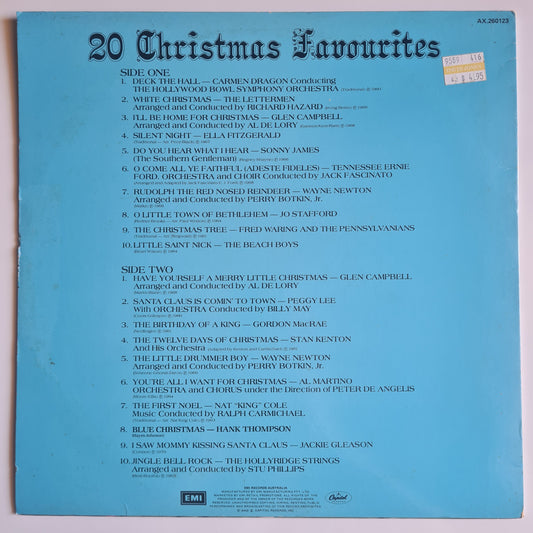 AX.260123
20 Christmas Favourites
9569 416
$ 4.95
SIDE ONE
1. DECK THE HALL — CARMEN DRAGON Conducting
THE HOLLYWOOD BOWL SYMPHONY ORCHESTRA (Traditional)
2. WHITE CHRISTMAS — THE LETTERMEN
Arranged and Conducted by RICHARD HAZARD (Irving Berlin)
3. I'LL BE HOME FOR CHRISTMAS — GLEN CAMPBELL
Arranged and Conducted by AL DE LORY
4. SILENT NIGHT — ELLA FITZGERALD
5. DO YOU HEAR WHAT I HEAR — SONNY JAMES
(The Southern Gentleman)
6. O COME ALL YE FAITHFUL (ADESTE FIDELES) — TENNESSEE ERNIE
FORD. ORCHESTRA and CHOIR Conducted by JACK FASCINATO
7. RUDOLPH THE RED NOSED REINDEER — WAYNE NEWTON
Arranged and Conducted by PERRY BOTKIN, Jr.
8. O LITTLE TOWN OF BETHLEHEM — JO STAFFORD
9. THE CHRISTMAS TREE — FRED WARING AND THE PENNSYLVANIANS
10. LITTLE SAINT NICK — THE BEACH BOYS
SIDE TWO
1. HAVE YOURSELF A MERRY LITTLE CHRISTMAS — GLEN CAMPBELL
Arranged and Conducted by AL DE LORY
2. SANTA CLAUS IS COMIN' TO TOWN — PEGGY LEE
With ORCHESTRA Conducted by BILLY MAY
3. THE BIRTHDAY OF A KING — GORDON MacRAE
4. THE TWELVE DAYS OF CHRISTMAS — STAN KENTON
And His Orchestra
5. THE LITTLE DRUMMER BOY — WAYNE NEWTON
Arranged and Conducted by PERRY BOTKIN, Jr.
6. YOU'RE ALL I WANT FOR CHRISTMAS — AL MARTINO
ORCHESTRA and CHORUS under the Direction of PETER DE ANGELIS
7. THE FIRST NOEL — NAT "KING" COLE
Music Conducted by RALPH CARMICHAEL
8. BLUE CHRISTMAS — HANK THOMPSON
(Hayes-Johnson)
9. I SAW MOMMY KISSING SANTA CLAUS — JACKIE GLEASON
10. JINGLE BELL ROCK — THE HOLLYRIDGE STRINGS
Arranged and Conducted by STU PHILLIPS
EMI
EMI RECORDS AUSTRALIA
Capitol